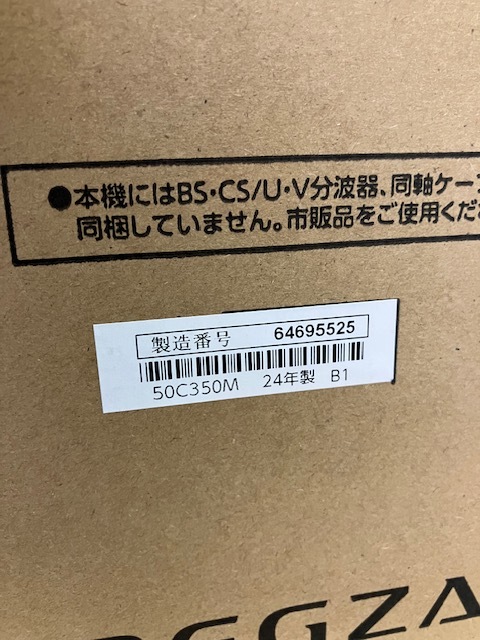 ●本機にはBS・CS/U・V分波器、同軸ケー
同梱していません。市販品をご使用くだ
製造番号 64695525
50C350M 24年製 B1
REGZA